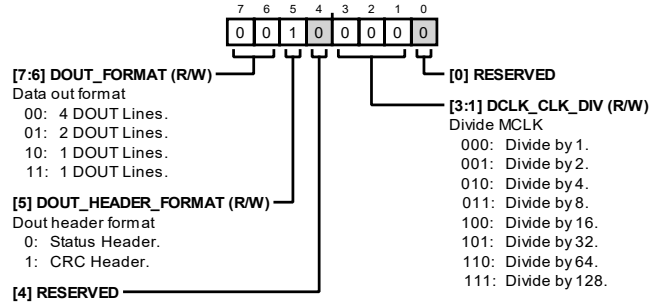 7 6 5 4 3 2 1 0
0 0 1 0 0 0 0 0
[7:6] DOUT_FORMAT (R/W)
Data out format
00: 4 DOUT Lines.
01: 2 DOUT Lines.
10: 1 DOUT Lines.
11: 1 DOUT Lines.
[5] DOUT_HEADER_FORMAT (R/W)
Dout header format
0: Status Header.
1: CRC Header.
[4] RESERVED
[0] RESERVED
[3:1] DCLK_CLK_DIV (R/W)
Divide MCLK
000: Divide by 1.
001: Divide by 2.
010: Divide by 4.
011: Divide by 8.
100: Divide by 16.
101: Divide by 32.
110: Divide by 64.
111: Divide by 128.